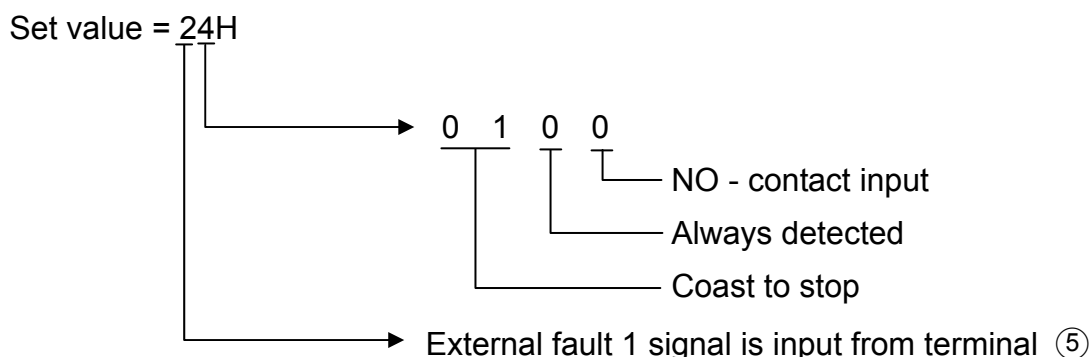 Set value = 24H
0 1 0 0
NO - contact input
Always detected
Coast to stop
External fault 1 signal is input from terminal ⑤